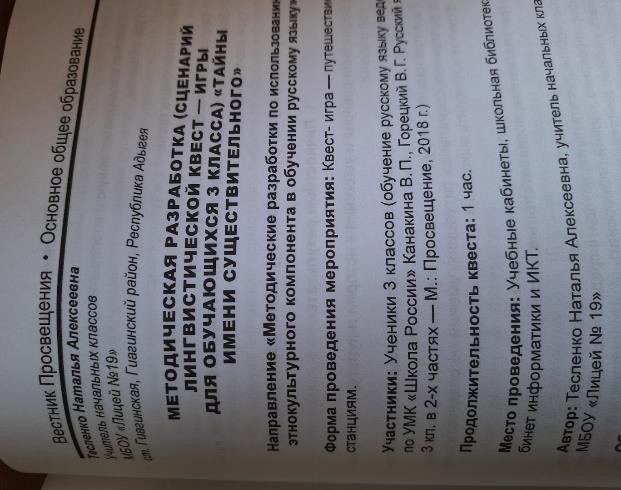 Вестник Просвещения • Основное общее образование
Тесленко Наталья Алексеевна
Учитель начальных классов
МБОУ «Лицей №19»
ст. Гиагинская, Гиагинский район, Республика Адыгея
МЕТОДИЧЕСКАЯ РАЗРАБОТКА (СЦЕНАРИЙ
ЛИНГВИСТИЧЕСКОЙ КВЕСТ — ИГРЫ
ДЛЯ ОБУЧАЮЩИХСЯ 3 КЛАССА) «ТАЙНЫ
ИМЕНИ СУЩЕСТВИТЕЛЬНОГО»
Направление «Методические разработки по использовани
этнокультурного компонента в обучении русскому языку»
Форма проведения мероприятия: Квест- игра — путешестви
станциям.
Участники: Ученики 3 классов (обучение русскому языку вед
по УМК «Школа России» Канакина В. П., Горецкий В. Г. Русский я
3 кл. в 2-х частях — М.: Просвещение, 2018 г.)
Продолжительность квеста: 1 час.
Место проведения: Учебные кабинеты, школьная библиотек
бинет информатики и ИКТ.
Автор: Тесленко Наталья Алексеевна, учитель начальных кла
МБОУ «Лицей № 19»